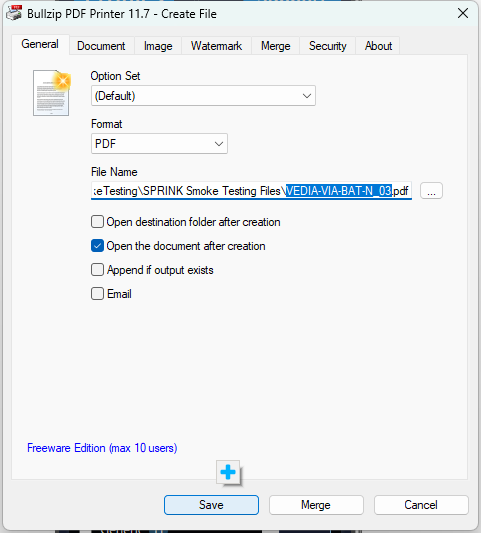 Bullzip PDF Printer 11.7 - Create File
General Document Image Watermark Merge Security About
Option Set
(Default)
Format
PDF
File Name
keTesting\SPRINK Smoke Testing Files\VEDIA-VIA-BAT-N_03.pdf
...
Open destination folder after creation
Open the document after creation
Append if output exists
Email
Freeware Edition (max 10 users)
Save Merge Cancel